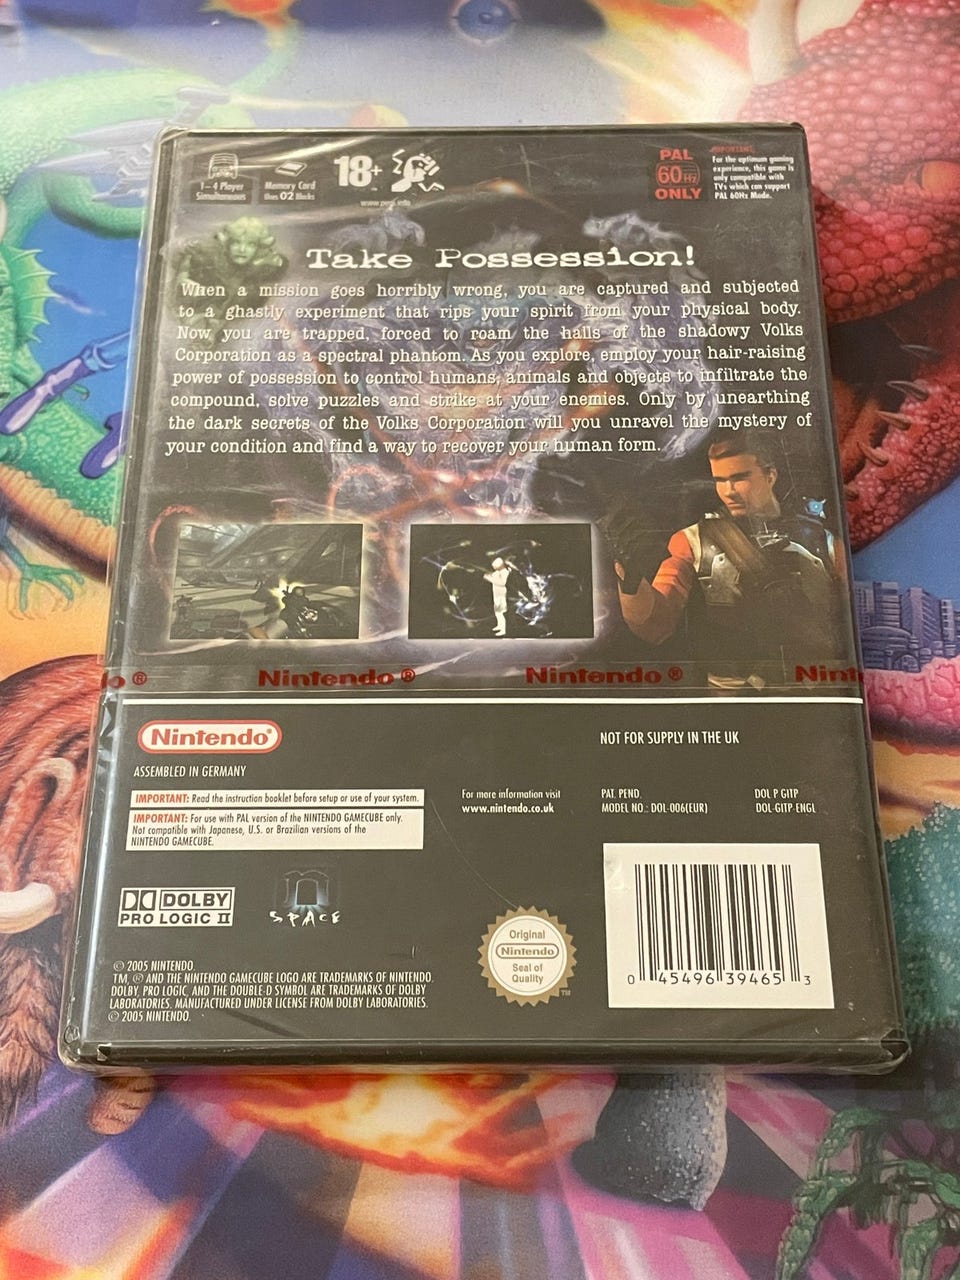 1-4 Player
Simultaneous
Memory Card
Uses 02 Blocks
18+
www.pegi.info
PAL
60Hz
ONLY
IMPORTANT:
For the optimum gaming
experience, this game is
only compatible with
TVs which can support
PAL 60Hz Mode.
Take Possession!
When a mission goes horribly wrong, you are captured and subjected
to a ghastly experiment that rips your spirit from your physical body.
Now you are trapped, forced to roam the halls of the shadowy Volks
Corporation as a spectral phantom. As you explore, employ your hair-raising
power of possession to control humans, animals and objects to infiltrate the
compound, solve puzzles and strike at your enemies. Only by unearthing
the dark secrets of the Volks Corporation will you unravel the mystery of
your condition and find a way to recover your human form.
o ® Nintendo ® Nintendo ® Nint
Nintendo®
NOT FOR SUPPLY IN THE UK
ASSEMBLED IN GERMANY
IMPORTANT: Read the instruction booklet before setup or use of your system.
IMPORTANT: For use with PAL version of the NINTENDO GAMECUBE only.
Not compatible with Japanese, U.S. or Brazilian versions of the
NINTENDO GAMECUBE.
For more information visit
www.nintendo.co.uk
PAT. PEND.
MODEL NO.: DOL-006(EUR)
DOL P GITP
DOL-GITP-ENGL
DOLBY
PRO LOGIC II
n
SPACE
Original
Nintendo
Seal of
Quality
TM
0 45496 39465 3
© 2005 NINTENDO.
TM, ® AND THE NINTENDO GAMECUBE LOGO ARE TRADEMARKS OF NINTENDO.
DOLBY, PRO LOGIC, AND THE DOUBLE-D SYMBOL ARE TRADEMARKS OF DOLBY
LABORATORIES. MANUFACTURED UNDER LICENSE FROM DOLBY LABORATORIES.
© 2005 NINTENDO.